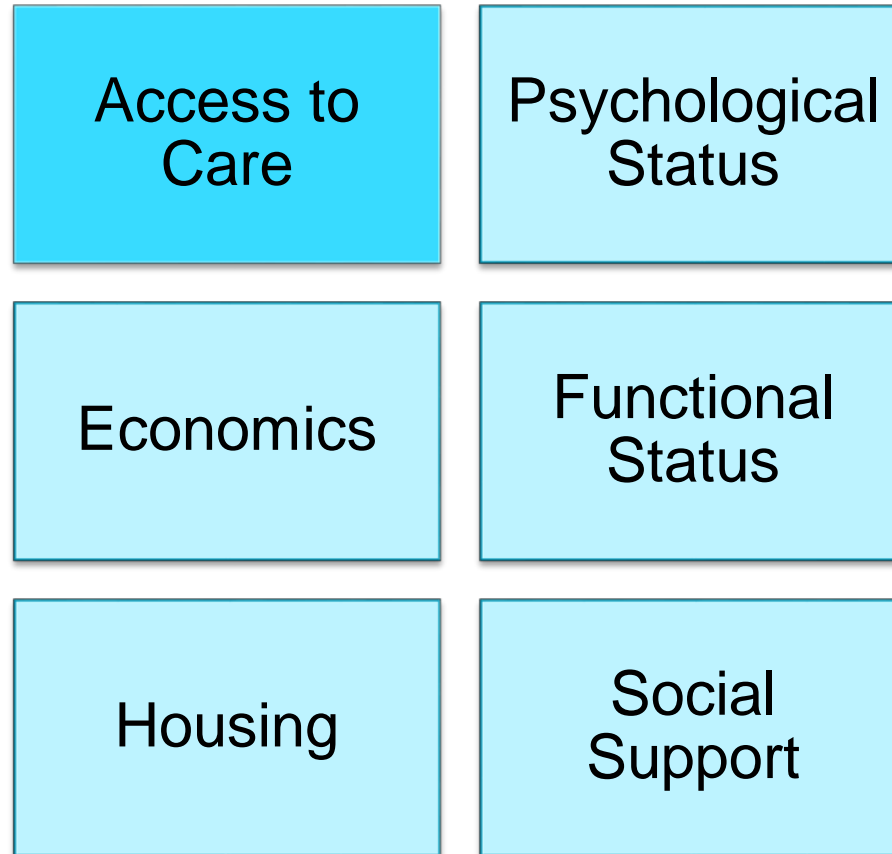 Access to
Care
Psychological
Status
Economics
Functional
Status
Housing
Social
Support